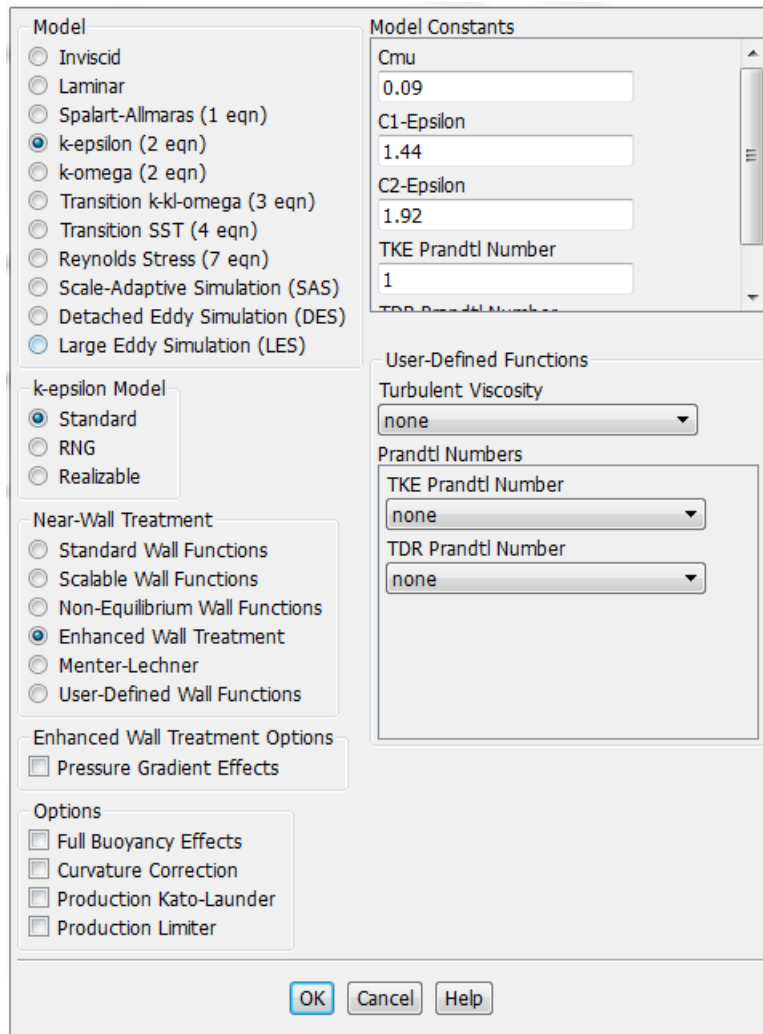 Model
Inviscid
Laminar
Spalart-Allmaras (1 eqn)
k-epsilon (2 eqn)
k-omega (2 eqn)
Transition k-kl-omega (3 eqn)
Transition SST (4 eqn)
Reynolds Stress (7 eqn)
Scale-Adaptive Simulation (SAS)
Detached Eddy Simulation (DES)
Large Eddy Simulation (LES)
k-epsilon Model
Standard
RNG
Realizable
Near-Wall Treatment
Standard Wall Functions
Scalable Wall Functions
Non-Equilibrium Wall Functions
Enhanced Wall Treatment
Menter-Lechner
User-Defined Wall Functions
Enhanced Wall Treatment Options
Pressure Gradient Effects
Options
Full Buoyancy Effects
Curvature Correction
Production Kato-Launder
Production Limiter
Model Constants
Cmu
0.09
C1-Epsilon
1.44
C2-Epsilon
1.92
TKE Prandtl Number
1
TDR Prandtl Number
User-Defined Functions
Turbulent Viscosity
none
Prandtl Numbers
TKE Prandtl Number
none
TDR Prandtl Number
none
OK
Cancel
Help